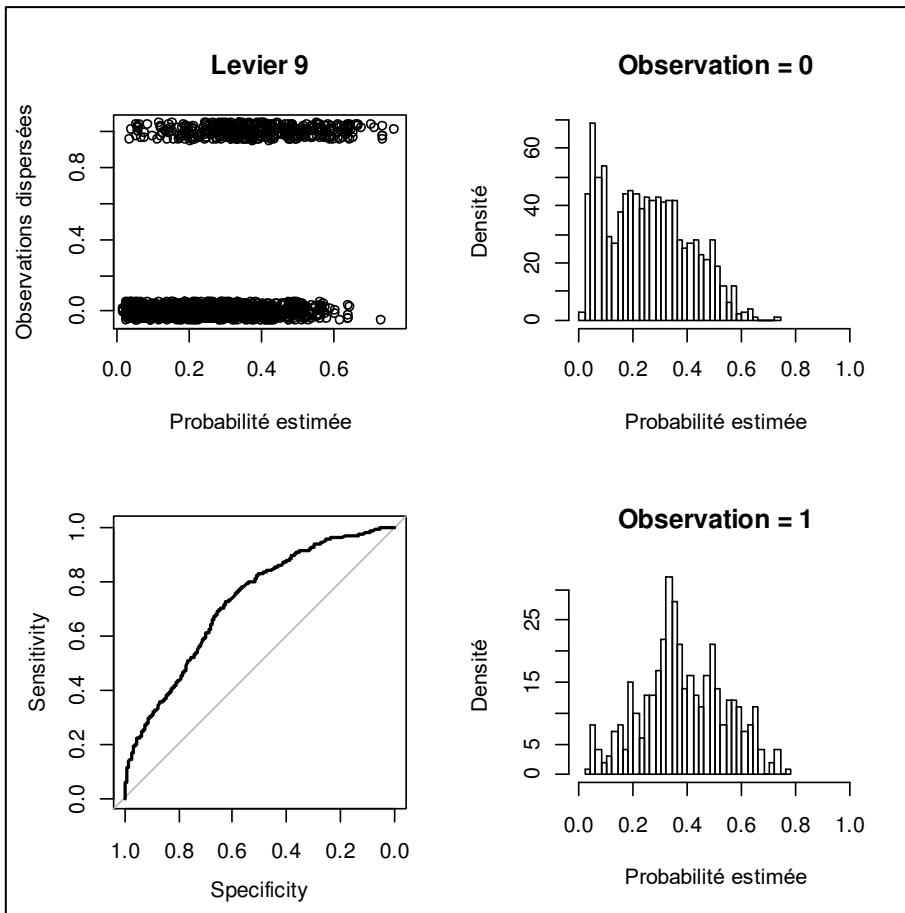 Levier 9
Observations dispersées
0.0 0.4 0.8
0.0 0.2 0.4 0.6
Probabilité estimée
Observation = 0
Densité
0 20 40 60
0.0 0.2 0.4 0.6 0.8 1.0
Probabilité estimée
Sensitivity
0.0 0.2 0.4 0.6 0.8 1.0
1.0 0.8 0.6 0.4 0.2 0.0
Specificity
Observation = 1
Densité
0 5 15 25
0.0 0.2 0.4 0.6 0.8 1.0
Probabilité estimée